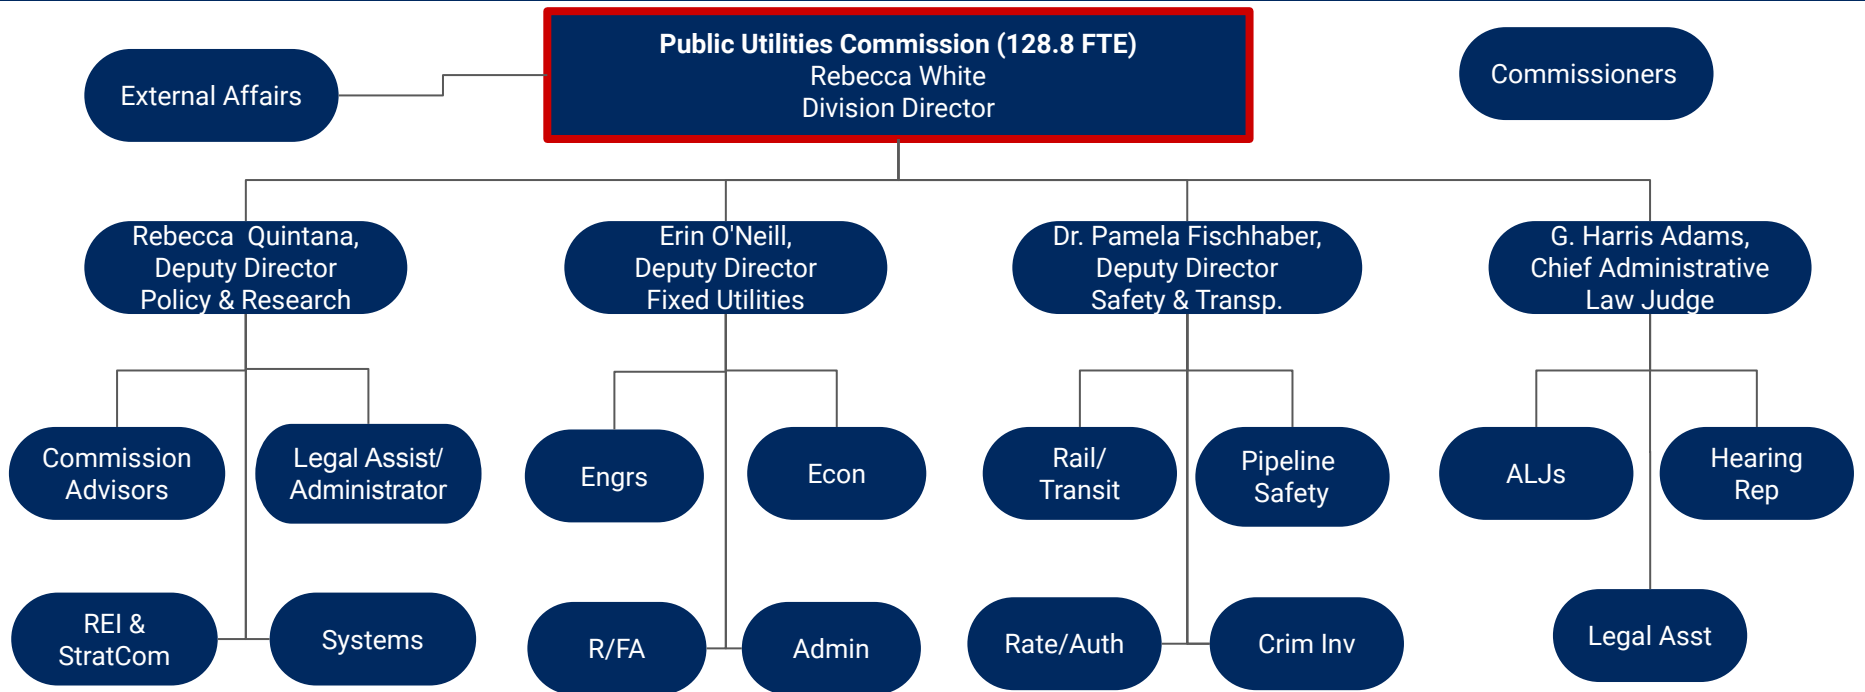 Public Utilities Commission (128.8 FTE)
Rebecca White
Division Director
External Affairs
Commissioners
Rebecca  Quintana,
Deputy Director
Policy & Research
Erin O'Neill,
Deputy Director
Fixed Utilities
Dr. Pamela Fischhaber,
Deputy Director
Safety & Transp.
G. Harris Adams,
Chief Administrative
Law Judge
Commission
Advisors
Legal Assist/
Administrator
Engrs
Econ
Rail/
Transit
Pipeline
Safety
ALJs
Hearing
Rep
REI &
StratCom
Systems
R/FA
Admin
Rate/Auth
Crim Inv
Legal Asst